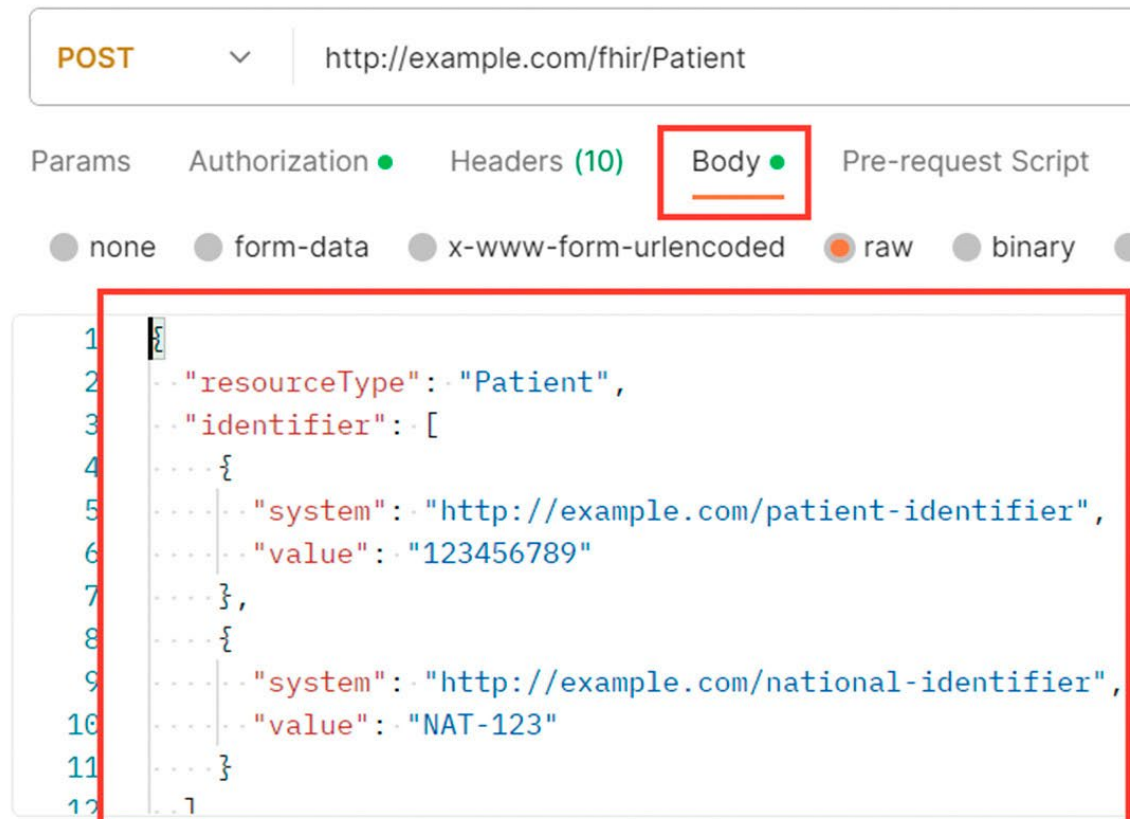 POST http://example.com/fhir/Patient
Params Authorization Headers (10) Body Pre-request Script
none form-data x-www-form-urlencoded raw binary
1 {
2 "resourceType": "Patient",
3 "identifier": [
4 {
5 "system": "http://example.com/patient-identifier",
6 "value": "123456789"
7 },
8 {
9 "system": "http://example.com/national-identifier",
10 "value": "NAT-123"
11 }
12 ]